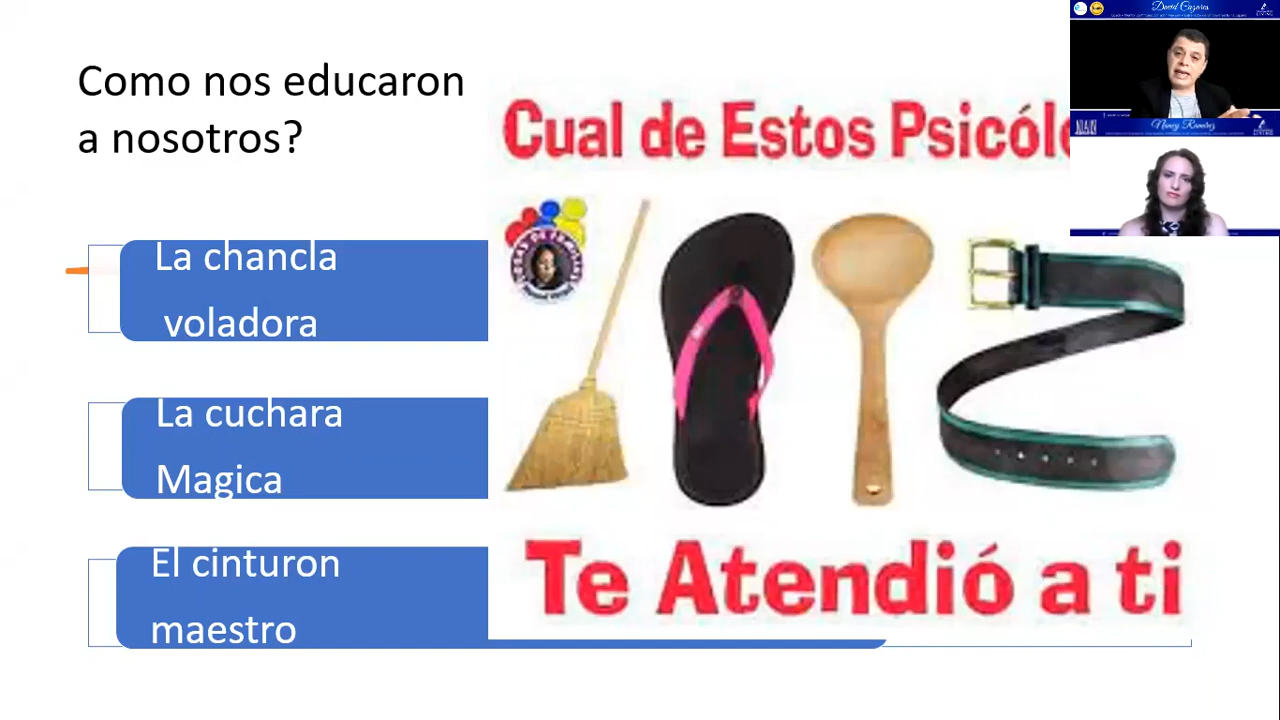 Como nos educaron
a nosotros?
La chancla
voladora
La cuchara
Magica
El cinturon
maestro
Cual de Estos
Te Atendió a ti
David Cazares
Nancy Ramirez